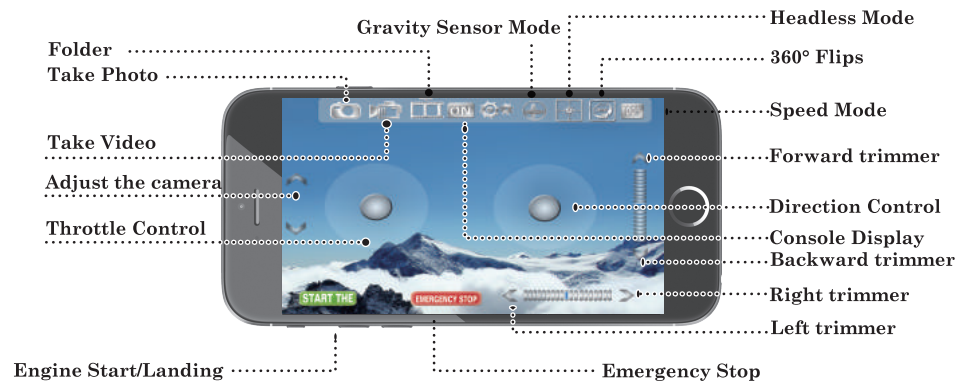 Headless Mode
Gravity Sensor Mode
Folder
360° Flips
Take Photo
ON
Speed Mode
Take Video
Forward trimmer
Adjust the camera
Direction Control
Throttle Control
Console Display
Backward trimmer
START THE
EMERGENCY STOP
Right trimmer
Left trimmer
Engine Start/Landing
Emergency Stop